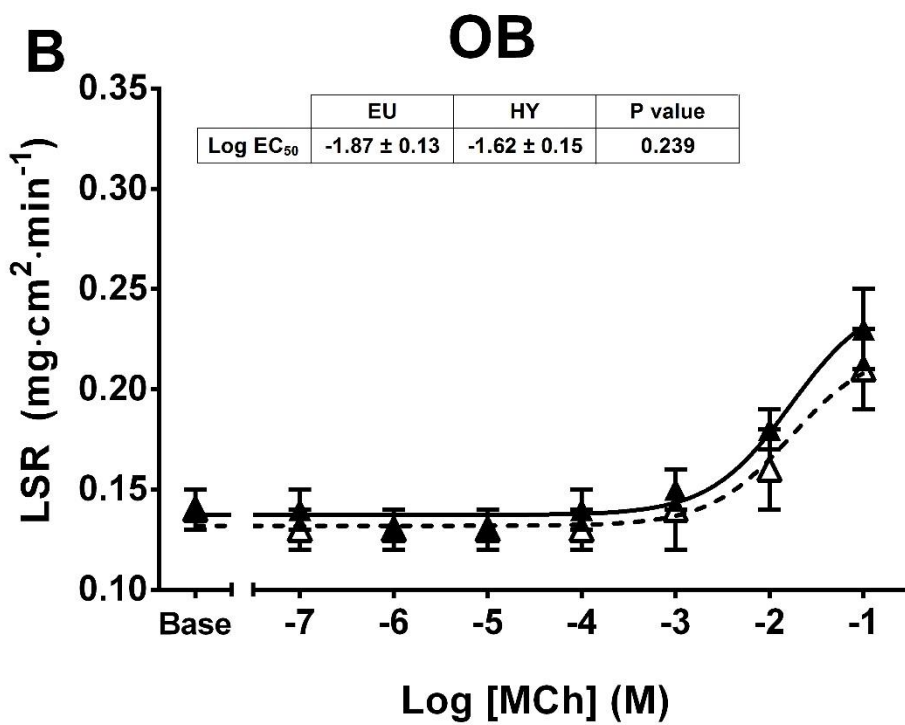 B
OB
EU HY P value
Log EC₅₀ -1.87 ± 0.13 -1.62 ± 0.15 0.239
LSR (mg·cm²·min⁻¹)
0.35
0.30
0.25
0.20
0.15
0.10
Base -7 -6 -5 -4 -3 -2 -1
Log [MCh] (M)